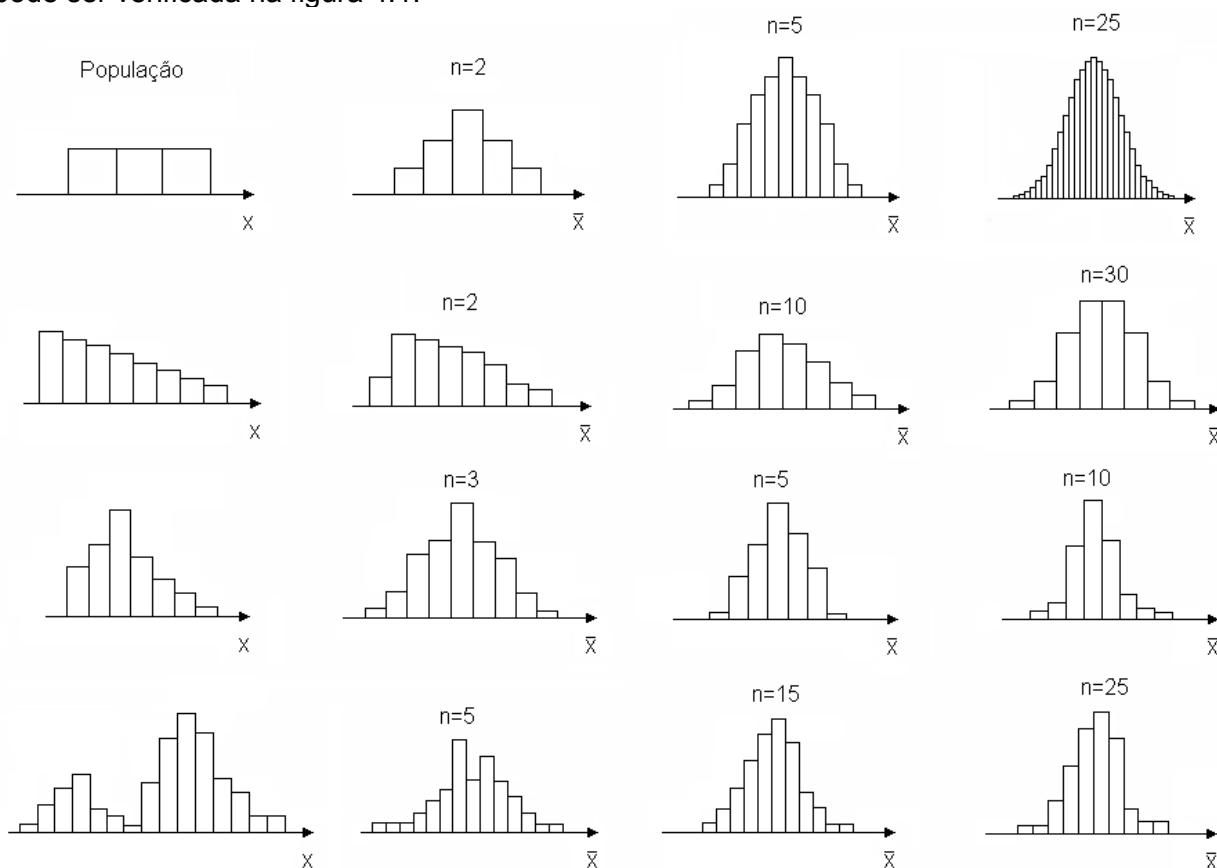 pode ser verificada na figura 4.1.
População
n=2
n=5
n=25
x
x̅
x̅
x̅
n=2
n=10
n=30
x
x̅
x̅
x̅
n=3
n=5
n=10
x
x̅
x̅
x̅
n=5
n=15
n=25
x
x̅
x̅
x̅